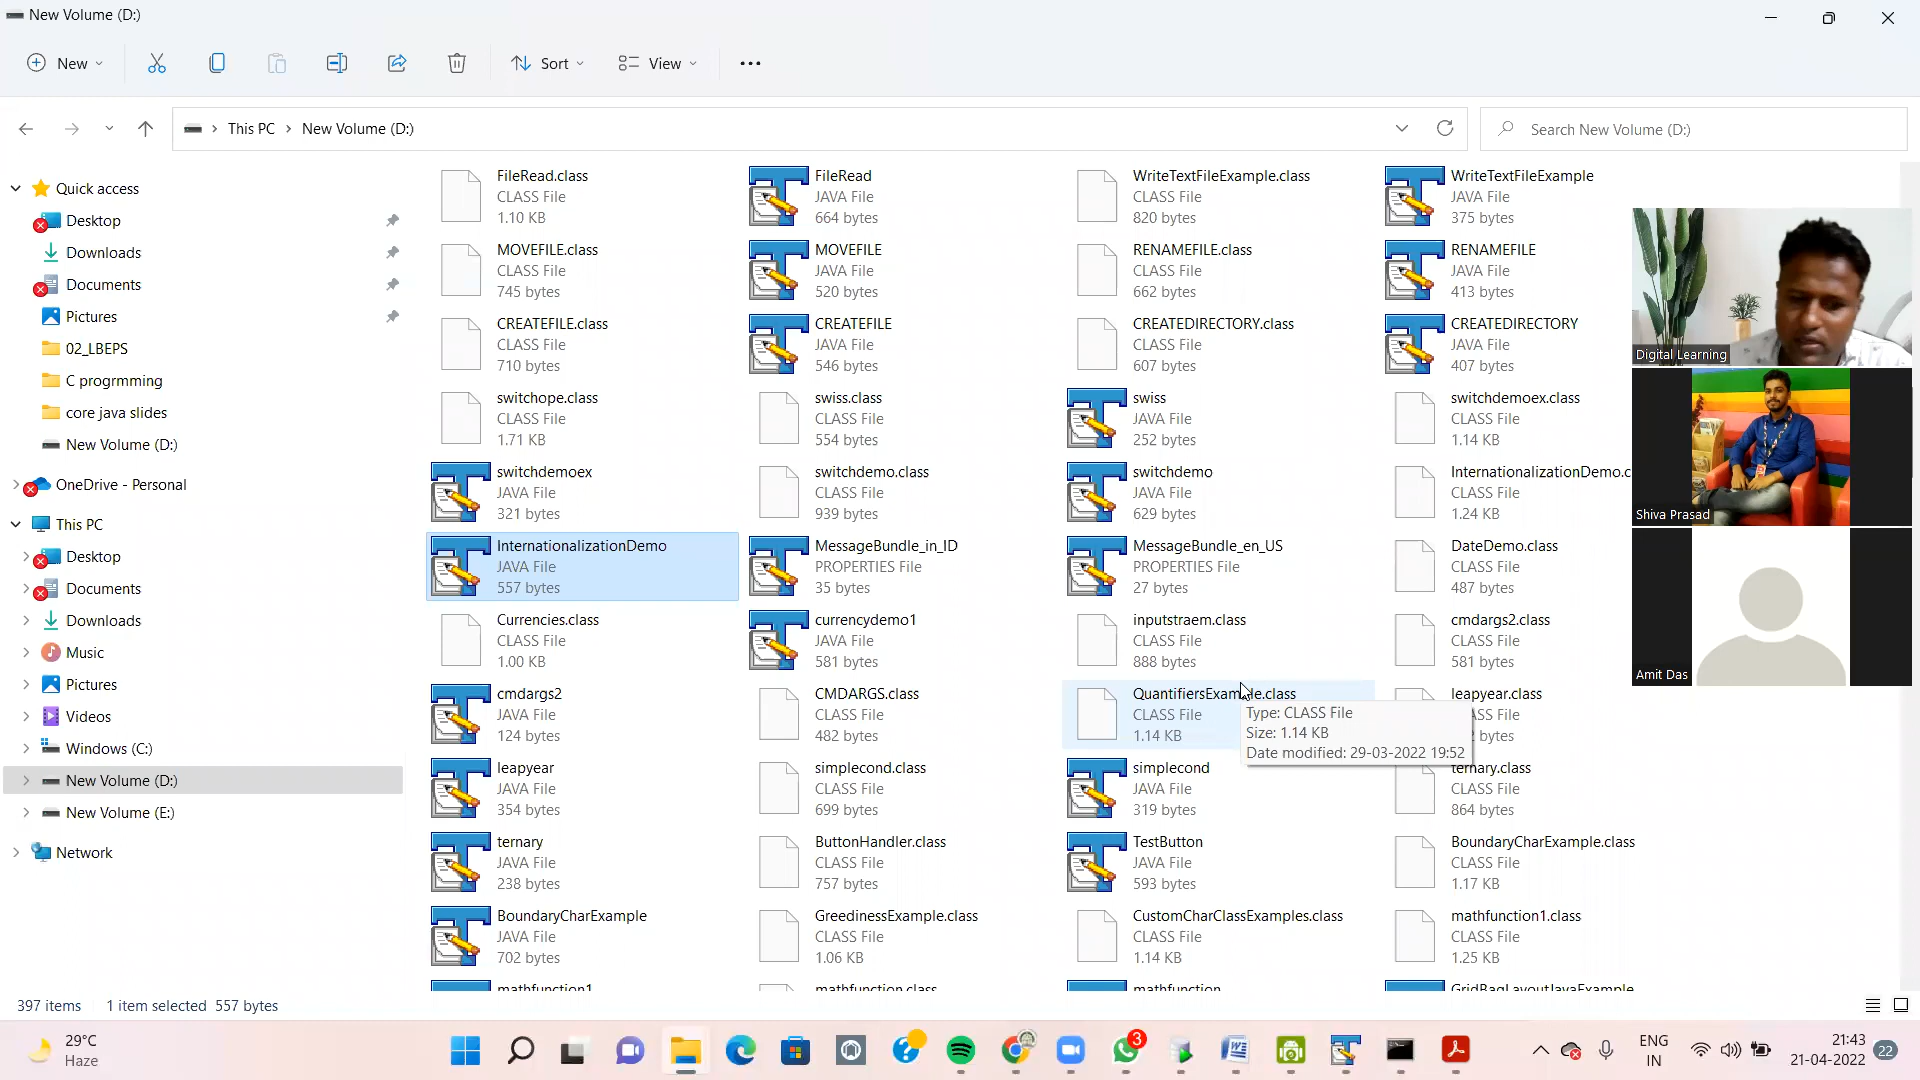 New Volume (D:)
New
Sort
View
This PC
New Volume (D:)
Search New Volume (D:)
Quick access
Desktop
Downloads
Documents
Pictures
02_LBEPS
C progrmming
core java slides
New Volume (D:)
OneDrive - Personal
This PC
Desktop
Documents
Downloads
Music
Pictures
Videos
Windows (C:)
New Volume (D:)
New Volume (E:)
Network
FileRead.class
CLASS File
1.10 KB
FileRead
JAVA File
664 bytes
WriteTextFileExample.class
CLASS File
820 bytes
WriteTextFileExample
JAVA File
375 bytes
MOVEFILE.class
CLASS File
745 bytes
MOVEFILE
JAVA File
520 bytes
RENAMEFILE.class
CLASS File
662 bytes
RENAMEFILE
JAVA File
413 bytes
CREATEFILE.class
CLASS File
710 bytes
CREATEFILE
JAVA File
546 bytes
CREATEDIRECTORY.class
CLASS File
607 bytes
CREATEDIRECTORY
JAVA File
407 bytes
switchope.class
CLASS File
1.71 KB
swiss.class
CLASS File
554 bytes
swiss
JAVA File
252 bytes
switchdemoex.class
CLASS File
1.14 KB
switchdemoex
JAVA File
321 bytes
switchdemo.class
CLASS File
939 bytes
switchdemo
JAVA File
629 bytes
InternationalizationDemo.c
CLASS File
1.24 KB
InternationalizationDemo
JAVA File
557 bytes
MessageBundle_in_ID
PROPERTIES File
35 bytes
MessageBundle_en_US
PROPERTIES File
27 bytes
DateDemo.class
CLASS File
487 bytes
Currencies.class
CLASS File
1.00 KB
currencydemo1
JAVA File
581 bytes
inputstraem.class
CLASS File
888 bytes
cmdargs2.class
CLASS File
581 bytes
cmdargs2
JAVA File
124 bytes
CMDARGS.class
CLASS File
482 bytes
QuantifiersExample.class
CLASS File
1.14 KB
leapyear.class
File
bytes
Type: CLASS File
Size: 1.14 KB
Date modified: 29-03-2022 19:52
leapyear
JAVA File
354 bytes
simplecond.class
CLASS File
699 bytes
simplecond
JAVA File
319 bytes
ternary.class
CLASS File
864 bytes
ternary
JAVA File
238 bytes
ButtonHandler.class
CLASS File
757 bytes
TestButton
JAVA File
593 bytes
BoundaryCharExample.class
CLASS File
1.17 KB
BoundaryCharExample
JAVA File
702 bytes
GreedinessExample.class
CLASS File
1.06 KB
CustomCharClassExamples.class
CLASS File
1.14 KB
mathfunction1.class
CLASS File
1.25 KB
mathfunction1
mathfunction.class
mathfunction
GridBagLayoutJavaExample
Digital Learning
Shiva Prasad
Amit Das
397 items
1 item selected 557 bytes
29°C
Haze
3
ENG
IN
21:43
21-04-2022
22